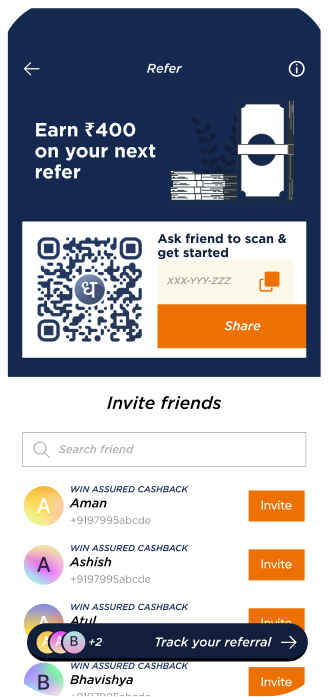 Refer
Earn ₹400
on your next
refer
Ask friend to scan &
get started
XXX-YYY-ZZZ
Share
ध
Invite friends
Search friend
WIN ASSURED CASHBACK
A
Aman
+9197995abcde
Invite
WIN ASSURED CASHBACK
A
Ashish
+9197995abcde
Invite
WIN ASSURED CASHBACK
Atul
Invite
A A B +2
Track your referral
WIN ASSURED CASHBACK
B
Bhavishya
Invite